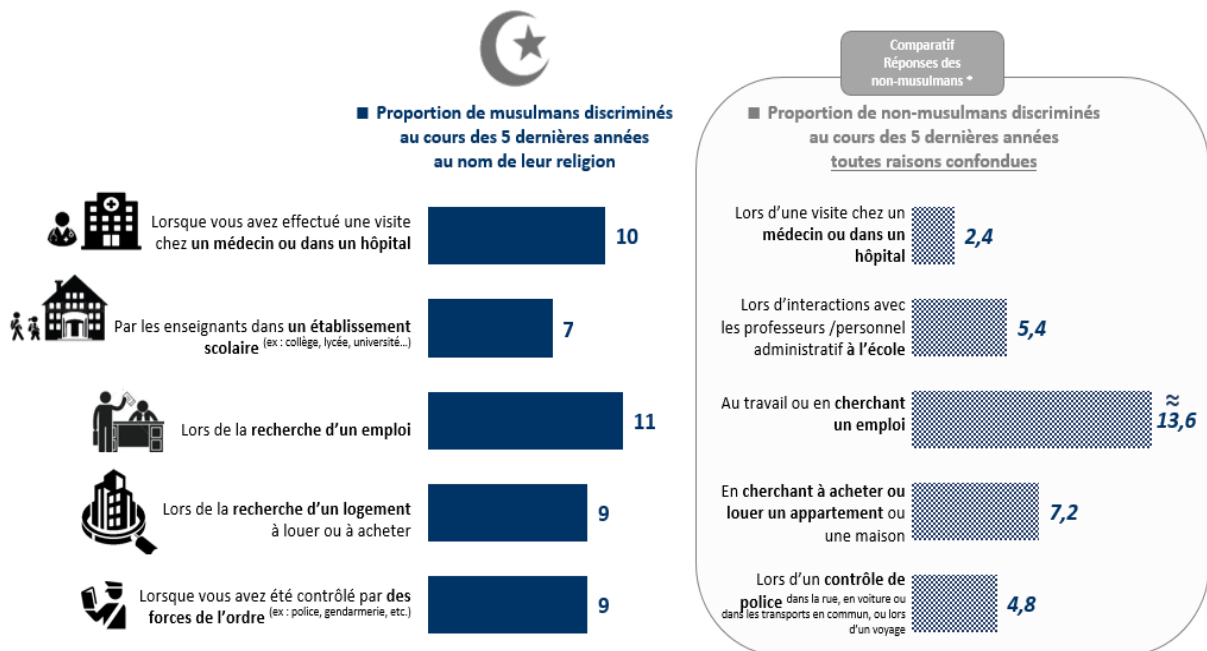 Comparatif
Réponses des
non-musulmans *
■ Proportion de musulmans discriminés
au cours des 5 dernières années
au nom de leur religion
■ Proportion de non-musulmans discriminés
au cours des 5 dernières années
toutes raisons confondues
Lorsque vous avez effectué une visite
chez un médecin ou dans un hôpital
10
Lors d’une visite chez un
médecin ou dans un
hôpital
2,4
Par les enseignants dans un établissement
scolaire (ex : collège, lycée, université...)
7
Lors d’interactions avec
les professeurs /personnel
administratif à l’école
5,4
Lors de la recherche d’un emploi
11
Au travail ou en cherchant
un emploi
≈
13,6
Lors de la recherche d’un logement
à louer ou à acheter
9
En cherchant à acheter ou
louer un appartement ou
une maison
7,2
Lorsque vous avez été contrôlé par des
forces de l’ordre (ex : police, gendarmerie, etc.)
9
Lors d’un contrôle de
police dans la rue, en voiture ou
dans les transports en commun, ou lors
d’un voyage
4,8